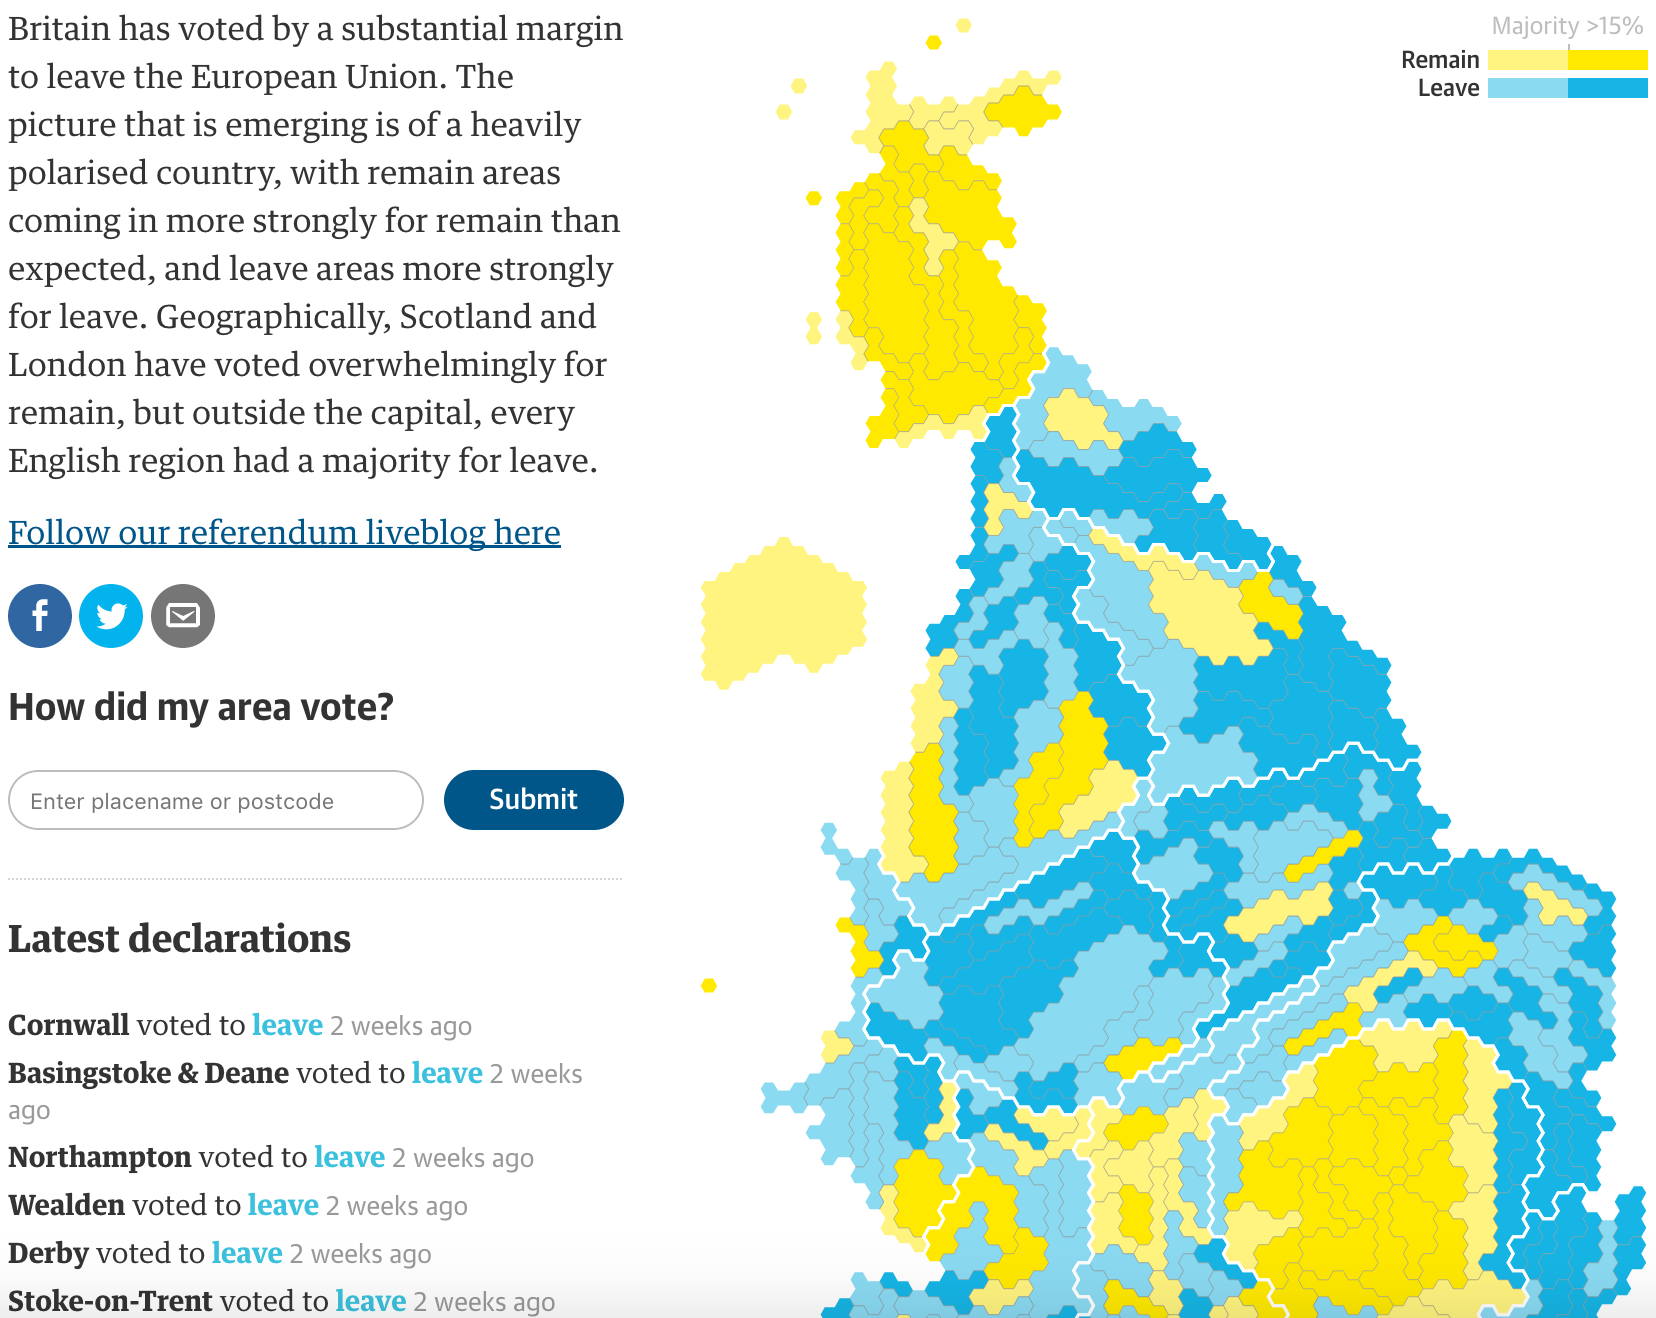 Britain has voted by a substantial margin
to leave the European Union. The
picture that is emerging is of a heavily
polarised country, with remain areas
coming in more strongly for remain than
expected, and leave areas more strongly
for leave. Geographically, Scotland and
London have voted overwhelmingly for
remain, but outside the capital, every
English region had a majority for leave.
Follow our referendum liveblog here
How did my area vote?
Enter placename or postcode
Submit
Latest declarations
Cornwall voted to leave 2 weeks ago
Basingstoke & Deane voted to leave 2 weeks
ago
Northampton voted to leave 2 weeks ago
Wealden voted to leave 2 weeks ago
Derby voted to leave 2 weeks ago
Stoke-on-Trent voted to leave 2 weeks ago
Majority >15%
Remain
Leave